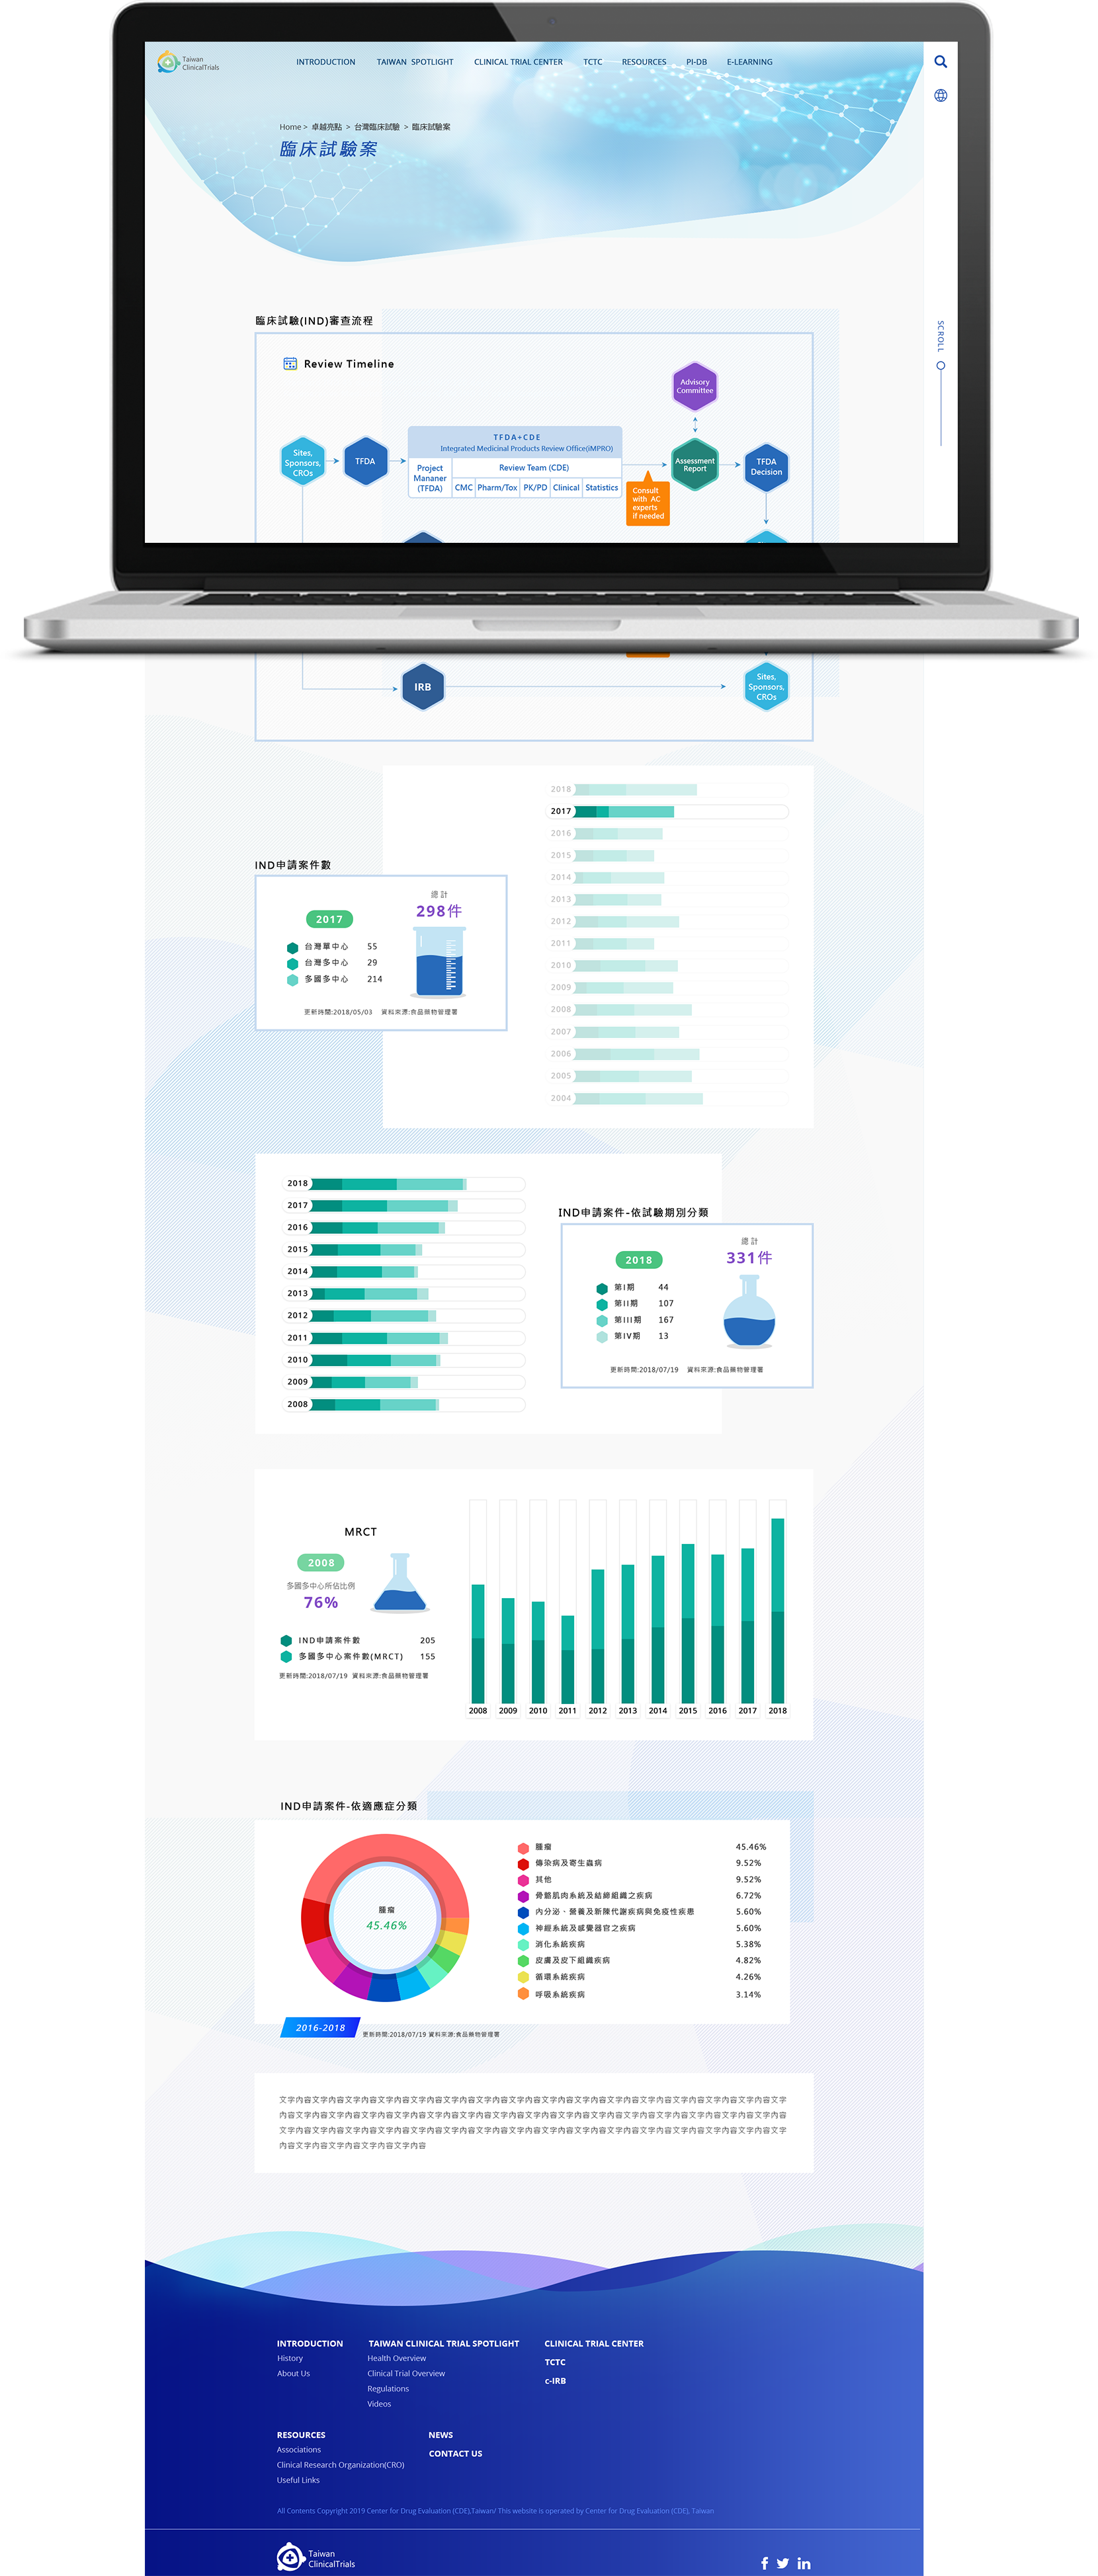 Taiwan
ClinicalTrials
INTRODUCTION
TAIWAN SPOTLIGHT
CLINICAL TRIAL CENTER
TCTC
RESOURCES
PI-DB
E-LEARNING
Home > 卓越亮點 > 台灣臨床試驗 > 臨床試驗案
臨床試驗案
SCROLL
臨床試驗(IND)審查流程
Review Timeline
Advisory
Committee
Sites,
Sponsors,
CROs
TFDA
TFDA+CDE
Integrated Medicinal Products Review Office(iMPRO)
Project
Mananer
(TFDA)
Review Team (CDE)
CMC
Pharm/Tox
PK/PD
Clinical
Statistics
Consult
with AC
experts
if needed
Assessment
Report
TFDA
Decision
IRB
Sites,
Sponsors,
CROs
IND申請案件數
2017
總計
298件
台灣單中心 55
台灣多中心 29
多國多中心 214
更新時間:2018/05/03 資料來源:食品藥物管理署
2018
2017
2016
2015
2014
2013
2012
2011
2010
2009
2008
2007
2006
2005
2004
2018
2017
2016
2015
2014
2013
2012
2011
2010
2009
2008
IND申請案件-依試驗期別分類
2018
總計
331件
第I期 44
第II期 107
第III期 167
第IV期 13
更新時間:2018/07/19 資料來源:食品藥物管理署
MRCT
2008
多國多中心所佔比例
76%
IND申請案件數 205
多國多中心案件數(MRCT) 155
更新時間:2018/07/19 資料來源:食品藥物管理署
2008 2009 2010 2011 2012 2013 2014 2015 2016 2017 2018
IND申請案件-依適應症分類
腫瘤
45.46%
腫瘤 45.46%
傳染病及寄生蟲病 9.52%
其他 9.52%
骨骼肌肉系統及結締組織之疾病 6.72%
內分泌、營養及新陳代謝疾病與免疫性疾患 5.60%
神經系統及感覺器官之疾病 5.60%
消化系統疾病 5.38%
皮膚及皮下組織疾病 4.82%
循環系統疾病 4.26%
呼吸系統疾病 3.14%
2016-2018
更新時間:2018/07/19 資料來源:食品藥物管理署
文字內容文字內容文字內容文字內容文字內容文字內容文字內容文字內容文字內容文字內容文字內容文字內容文字內容文字內容文字內容文字
內容文字內容文字內容文字內容文字內容文字內容文字內容文字內容文字內容文字內容文字內容文字內容文字內容文字內容文字內容文字內容
文字內容文字內容文字內容文字內容文字內容文字內容文字內容文字內容文字內容文字內容文字內容文字內容文字內容文字內容文字內容文字
內容文字內容文字內容文字內容文字內容
INTRODUCTION
History
About Us
TAIWAN CLINICAL TRIAL SPOTLIGHT
Health Overview
Clinical Trial Overview
Regulations
Videos
CLINICAL TRIAL CENTER
TCTC
c-IRB
RESOURCES
Associations
Clinical Research Organization(CRO)
Useful Links
NEWS
CONTACT US
All Contents Copyright 2019 Center for Drug Evaluation (CDE),Taiwan/ This website is operated by Center for Drug Evaluation (CDE), Taiwan
Taiwan
ClinicalTrials